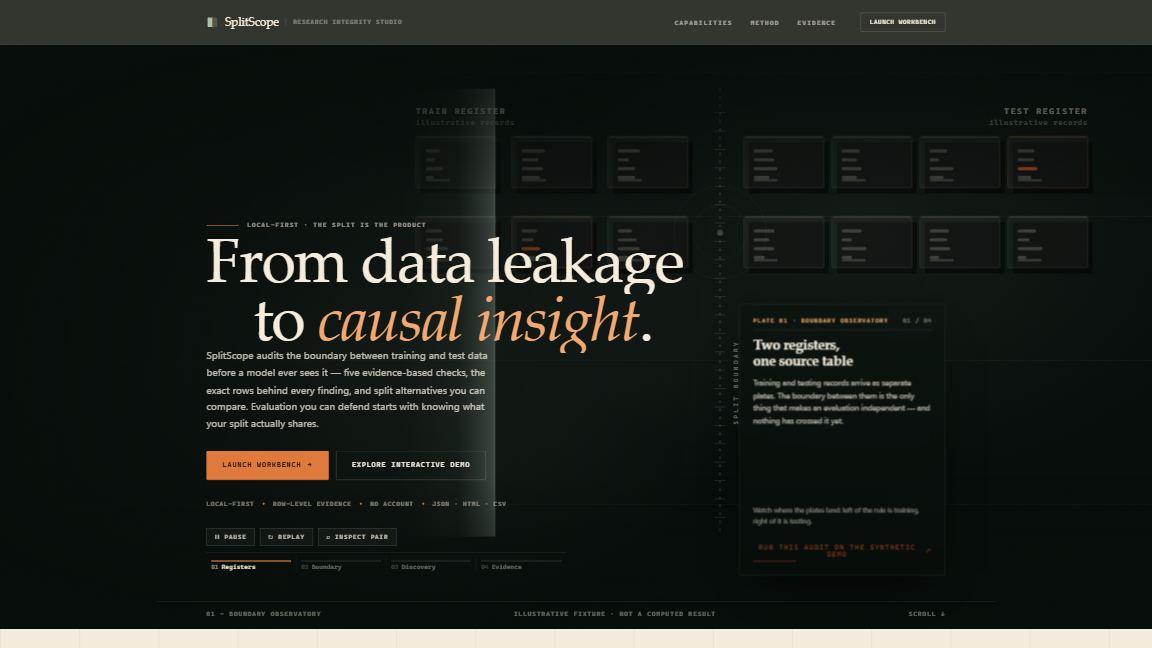 SplitScope
RESEARCH INTEGRITY STUDIO
CAPABILITIES METHOD EVIDENCE LAUNCH WORKBENCH
TRAIN REGISTER
illustrative records
TEST REGISTER
illustrative records
LOCAL-FIRST · THE SPLIT IS THE PRODUCT
From data leakage
to causal insight.
SplitScope audits the boundary between training and test data
before a model ever sees it — five evidence-based checks, the
exact rows behind every finding, and split alternatives you can
compare. Evaluation you can defend starts with knowing what
your split actually shares.
LAUNCH WORKBENCH →
EXPLORE INTERACTIVE DEMO
LOCAL-FIRST • ROW-LEVEL EVIDENCE • NO ACCOUNT • JSON · HTML · CSV
PAUSE
↻ REPLAY
⌕ INSPECT PAIR
01 Registers
02 Boundary
03 Discovery
04 Evidence
SPLIT BOUNDARY
PLATE 01 · BOUNDARY OBSERVATORY 01 / 04
Two registers,
one source table
Training and testing records arrive as separate
plates. The boundary between them is the only
thing that makes an evaluation independent — and
nothing has crossed it yet.
Watch where the plates land: left of the rule is training,
right of it is testing.
RUN THIS AUDIT ON THE SYNTHETIC
DEMO ↗
01 — BOUNDARY OBSERVATORY
ILLUSTRATIVE FIXTURE · NOT A COMPUTED RESULT
SCROLL ↓